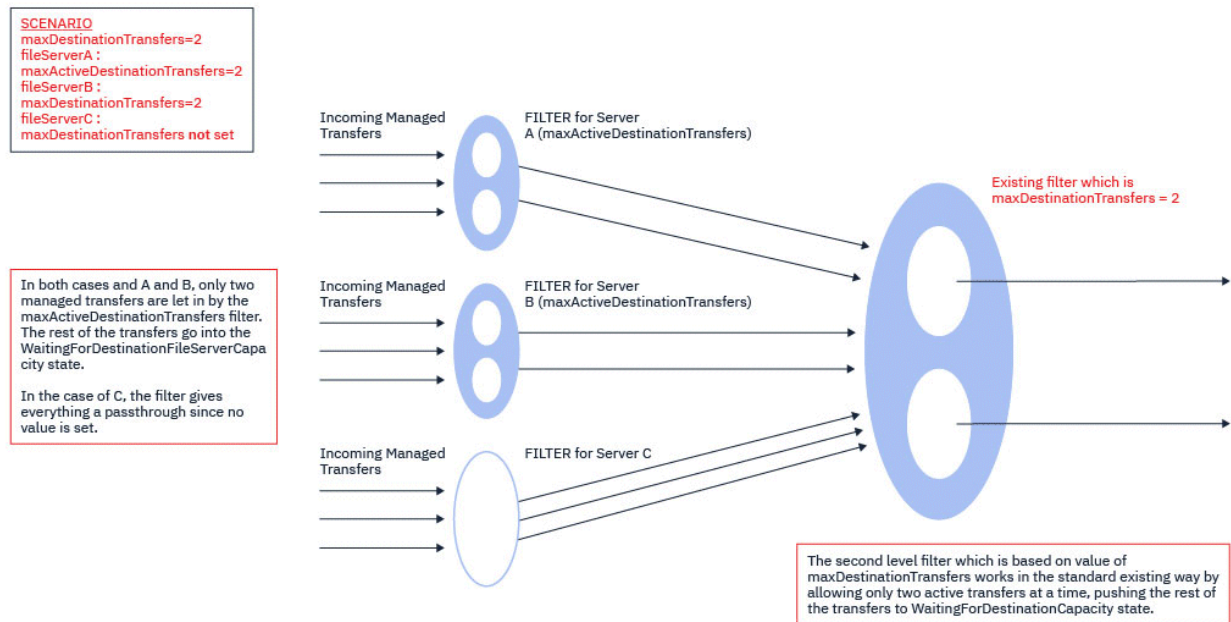 SCENARIO
maxDestinationTransfers=2
fileServerA :
maxActiveDestinationTransfers=2
fileServerB :
maxDestinationTransfers=2
fileServerC :
maxDestinationTransfers not set
Incoming Managed
Transfers
FILTER for Server
A (maxActiveDestinationTransfers)
Existing filter which is
maxDestinationTransfers = 2
In both cases and A and B, only two
managed transfers are let in by the
maxActiveDestinationTransfers filter.
The rest of the transfers go into the
WaitingForDestinationFileServerCapa
city state.
In the case of C, the filter gives
everything a passthrough since no
value is set.
Incoming Managed
Transfers
FILTER for Server
B (maxActiveDestinationTransfers)
Incoming Managed
Transfers
FILTER for Server C
The second level filter which is based on value of
maxDestinationTransfers works in the standard existing way by
allowing only two active transfers at a time, pushing the rest of
the transfers to WaitingForDestinationCapacity state.